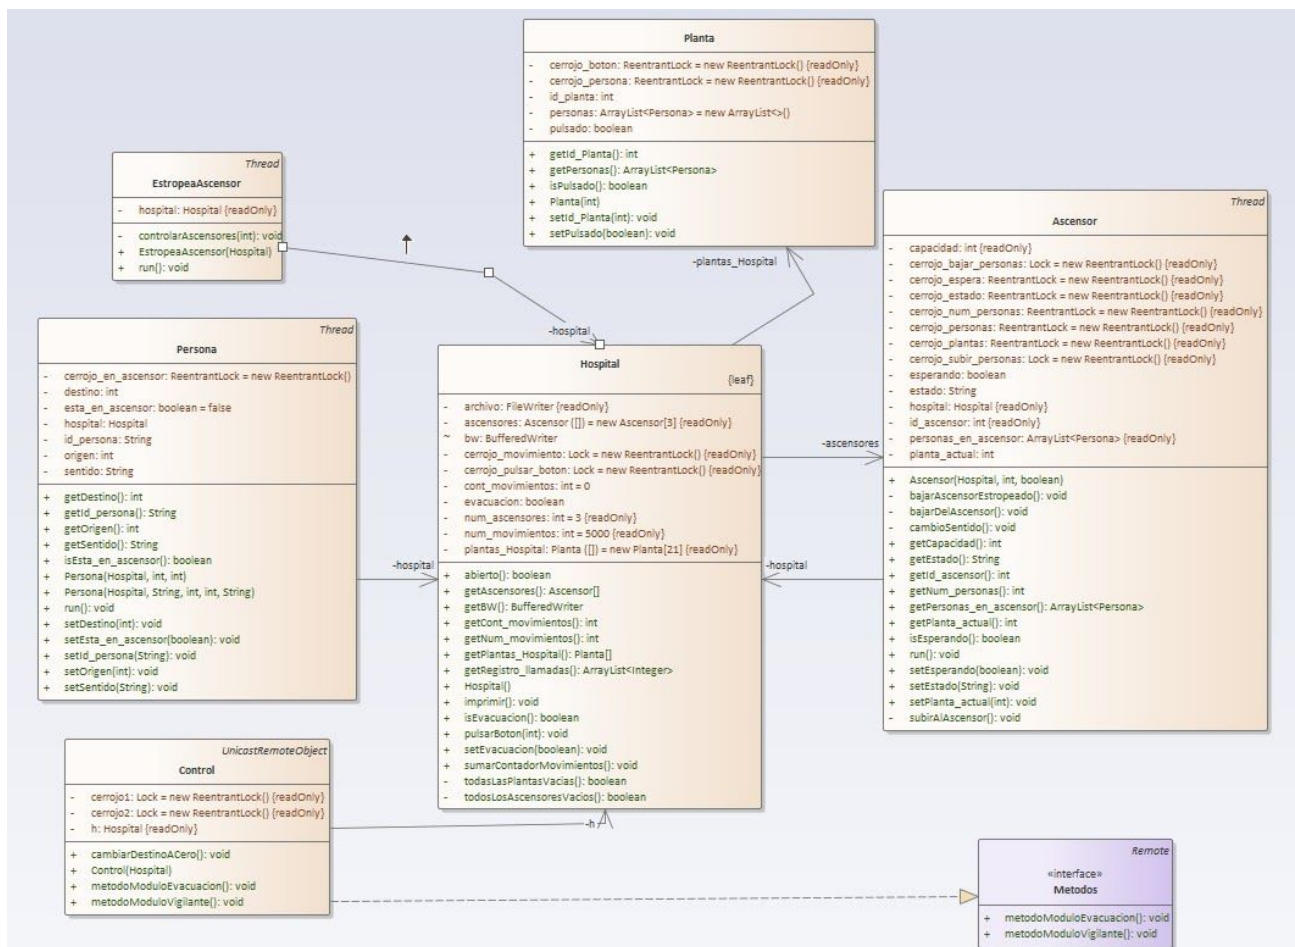 Planta
- cerrojo_boton: ReentrantLock = new ReentrantLock() {readOnly}
- cerrojo_persona: ReentrantLock = new ReentrantLock() {readOnly}
- id_planta: int
- personas: ArrayList<Persona> = new ArrayList<>()
- pulsado: boolean
+ getId_Planta(): int
+ getPersonas(): ArrayList<Persona>
+ isPulsado(): boolean
+ Planta(int)
+ setId_Planta(int): void
+ setPulsado(boolean): void
Thread
EstropeaAscensor
- hospital: Hospital {readOnly}
- controlarAscensores(int): void
+ EstropeaAscensor(Hospital)
+ run(): void
-plantas_Hospital
-hospital
Thread
Ascensor
- capacidad: int {readOnly}
- cerrojo_bajar_personas: Lock = new ReentrantLock() {readOnly}
- cerrojo_espera: ReentrantLock = new ReentrantLock() {readOnly}
- cerrojo_estado: ReentrantLock = new ReentrantLock() {readOnly}
- cerrojo_num_personas: ReentrantLock = new ReentrantLock() {readOnly}
- cerrojo_personas: ReentrantLock = new ReentrantLock() {readOnly}
- cerrojo_plantas: ReentrantLock = new ReentrantLock() {readOnly}
- cerrojo_subir_personas: Lock = new ReentrantLock() {readOnly}
- esperando: boolean
- estado: String
- hospital: Hospital {readOnly}
- id_ascensor: int {readOnly}
- personas_en_ascensor: ArrayList<Persona> {readOnly}
- planta_actual: int
+ Ascensor(Hospital, int, boolean)
- bajarAscensorEstropeado(): void
- bajarDelAscensor(): void
- cambioSentido(): void
+ getCapacidad(): int
+ getEstado(): String
+ getId_ascensor(): int
+ getNum_personas(): int
+ getPersonas_en_ascensor(): ArrayList<Persona>
+ getPlanta_actual(): int
+ isEsperando(): boolean
+ run(): void
+ setEsperando(boolean): void
+ setEstado(String): void
+ setPlanta_actual(int): void
- subirAlAscensor(): void
Thread
Persona
- cerrojo_en_ascensor: ReentrantLock = new ReentrantLock()
- destino: int
- esta_en_ascensor: boolean = false
- hospital: Hospital
- id_persona: String
- origen: int
- sentido: String
+ getDestino(): int
+ getId_persona(): String
+ getOrigen(): int
+ getSentido(): String
+ isEsta_en_ascensor(): boolean
+ Persona(Hospital, int, int)
+ Persona(Hospital, String, int, int, String)
+ run(): void
+ setDestino(int): void
+ setEsta_en_ascensor(boolean): void
+ setId_persona(String): void
+ setOrigen(int): void
+ setSentido(String): void
-hospital
Hospital
{leaf}
- archivo: FileWriter {readOnly}
- ascensores: Ascensor ([]) = new Ascensor[3] {readOnly}
~ bw: BufferedWriter
- cerrojo_movimiento: Lock = new ReentrantLock() {readOnly}
- cerrojo_pulsar_boton: Lock = new ReentrantLock() {readOnly}
- cont_movimientos: int = 0
- evacuacion: boolean
- num_ascensores: int = 3 {readOnly}
- num_movimientos: int = 5000 {readOnly}
- plantas_Hospital: Planta ([]) = new Planta[21] {readOnly}
+ abierto(): boolean
+ getAscensores(): Ascensor[]
+ getBW(): BufferedWriter
+ getCont_movimientos(): int
+ getNum_movimientos(): int
+ getPlantas_Hospital(): Planta[]
+ getRegistro_llamadas(): ArrayList<Integer>
+ Hospital()
+ imprimir(): void
+ isEvacuacion(): boolean
+ pulsarBoton(int): void
+ setEvacuacion(boolean): void
+ sumarContadorMovimientos(): void
- todasLasPlantasVacias(): boolean
- todosLosAscensoresVacios(): boolean
-ascensores
-hospital
UnicastRemoteObject
Control
- cerrojo1: Lock = new ReentrantLock() {readOnly}
- cerrojo2: Lock = new ReentrantLock() {readOnly}
- h: Hospital {readOnly}
+ cambiarDestinoACero(): void
+ Control(Hospital)
+ metodoModuloEvacuacion(): void
+ metodoModuloVigilante(): void
-h
Remote
«interface»
Metodos
+ metodoModuloEvacuacion(): void
+ metodoModuloVigilante(): void